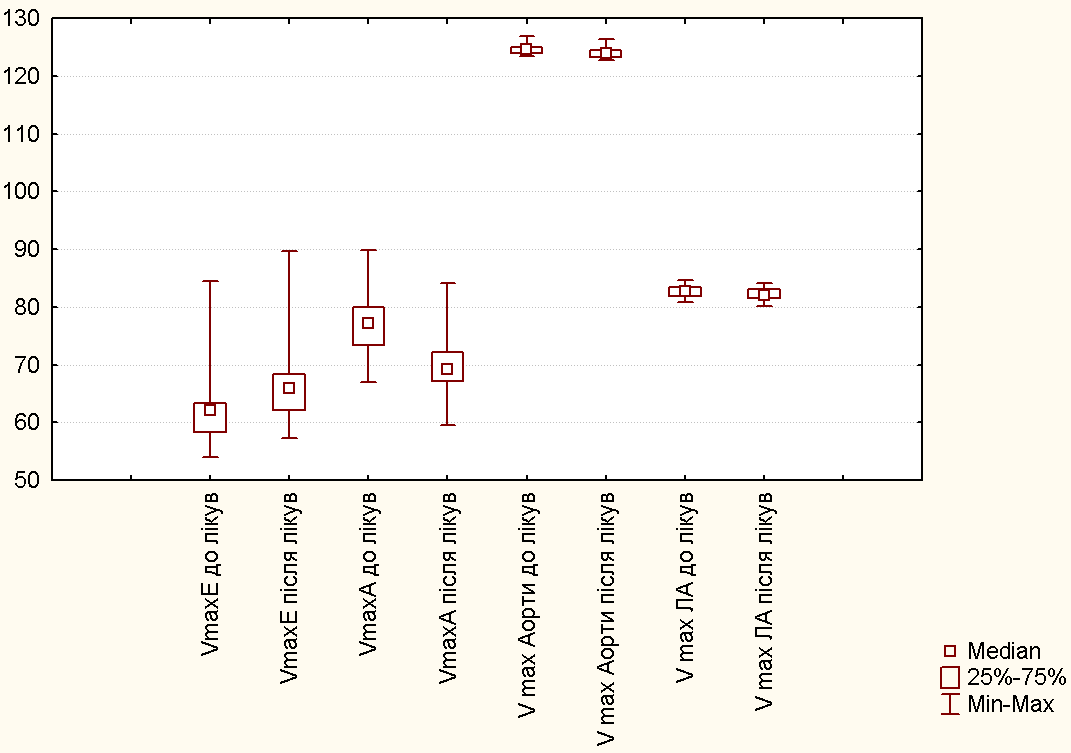 130
120
110
100
90
80
70
60
50
VmaxE до лікув
VmaxE після лікув
VmaxA до лікув
VmaxA після лікув
V max Аорти до лікув
V max Аорти після лікув
V max ЛА до лікув
V max ЛА після лікув
Median
25%-75%
Min-Max